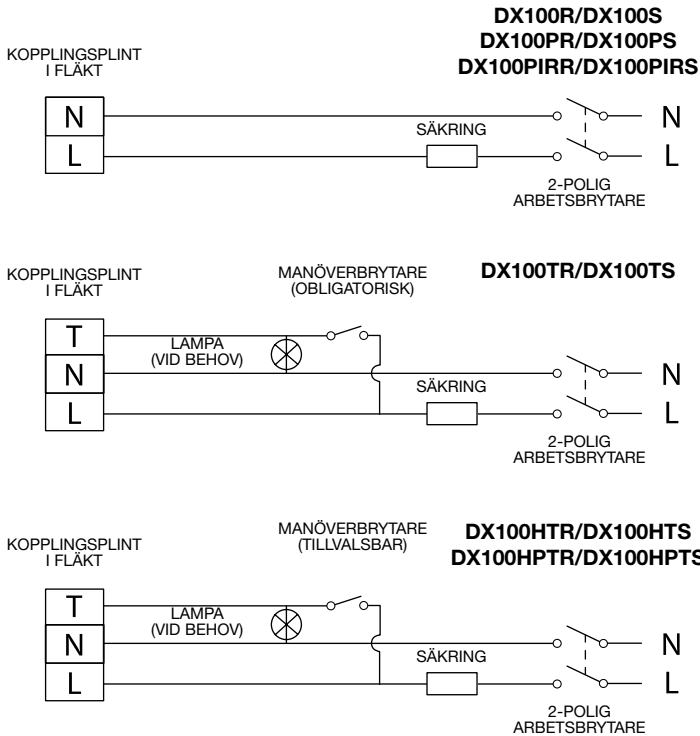 DX100R/DX100S
DX100PR/DX100PS
DX100PIRR/DX100PIRS
KOPPLINGSPLINT
I FLÄKT
N
L
SÄKRING
N
L
2-POLIG
ARBETSBRYTARE
KOPPLINGSPLINT
I FLÄKT
MANÖVERBRYTARE
(OBLIGATORISK)
DX100TR/DX100TS
T
N
L
LAMPA
(VID BEHOV)
SÄKRING
N
L
2-POLIG
ARBETSBRYTARE
KOPPLINGSPLINT
I FLÄKT
MANÖVERBRYTARE
(TILLVALSBAR)
DX100HTR/DX100HTS
DX100HPTR/DX100HPTS
T
N
L
LAMPA
(VID BEHOV)
SÄKRING
N
L
2-POLIG
ARBETSBRYTARE